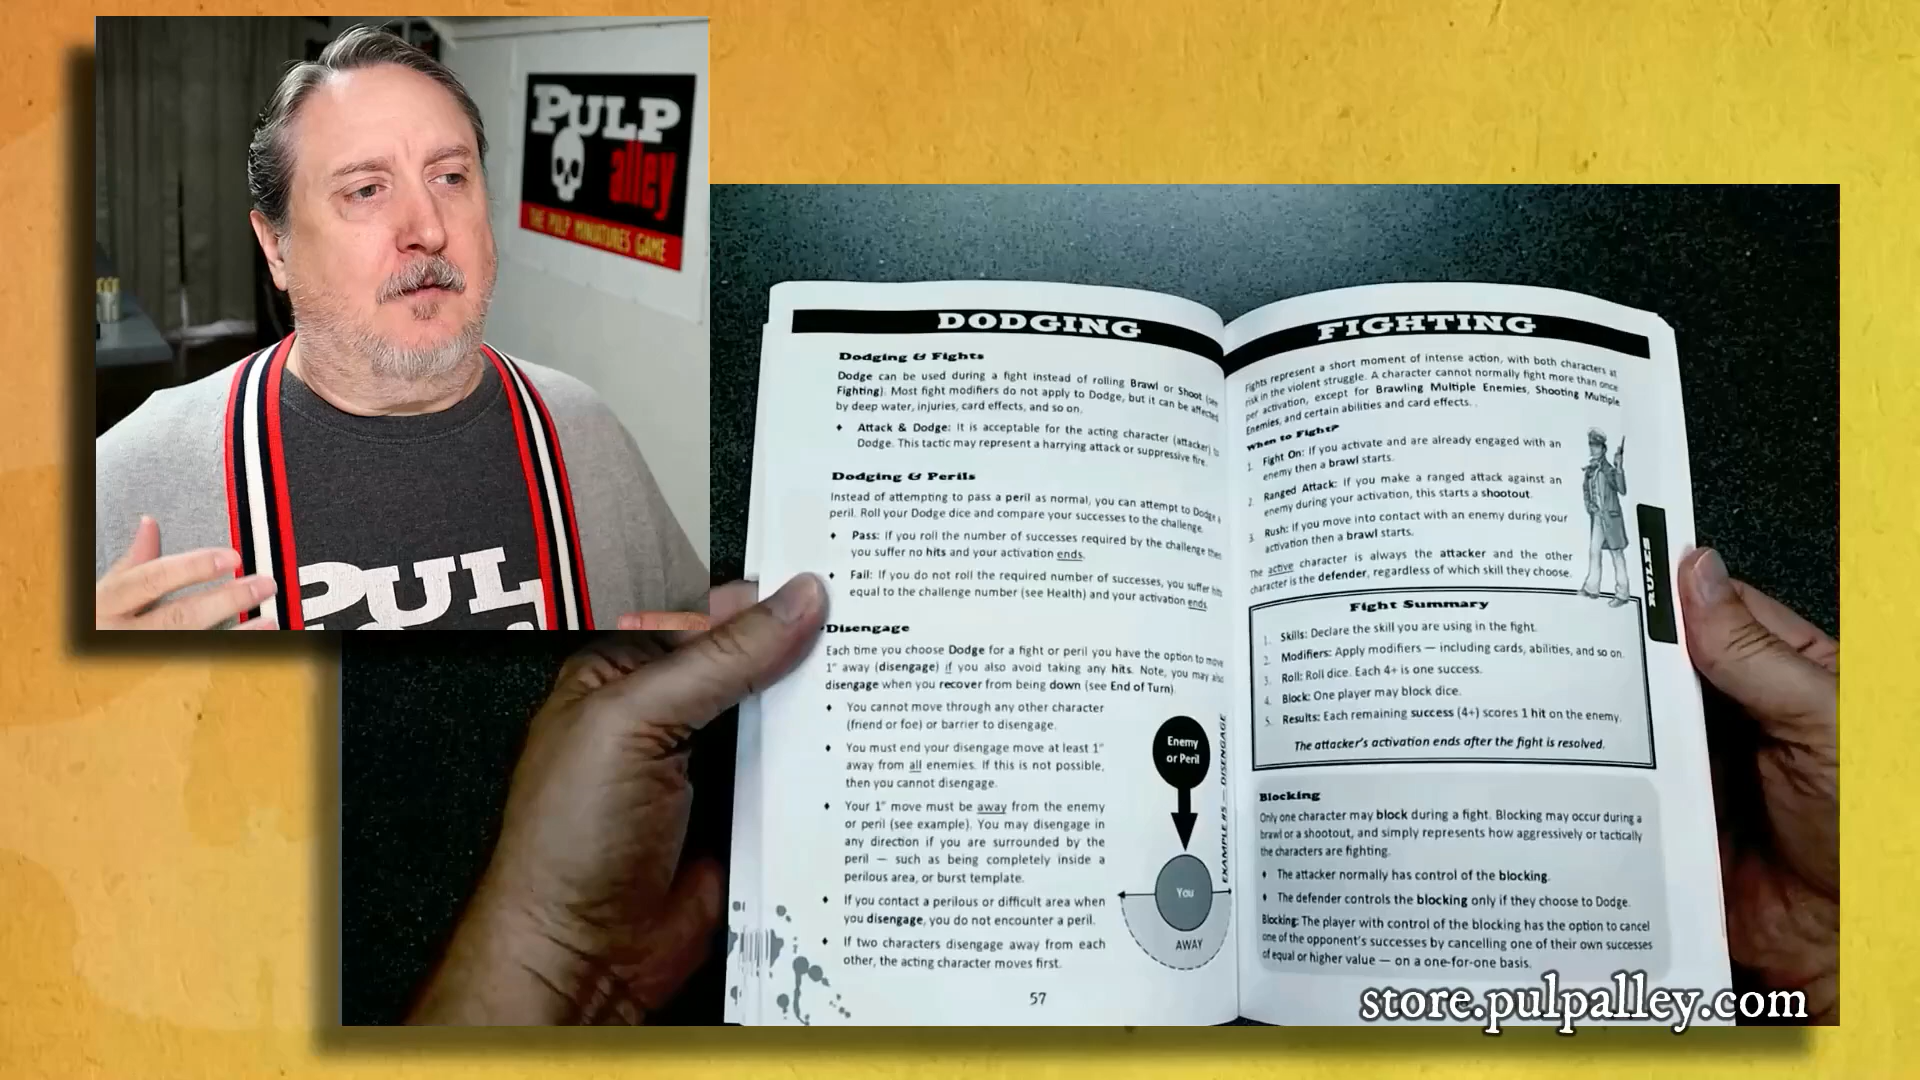 PULP
alley
THE PULP MINIATURES GAME
PUL
DODGING
Dodging & Fights
Dodge can be used during a fight instead of rolling Brawl or Shoot (see
Fighting). Most fight modifiers do not apply to Dodge, but it can be affected
by deep water, injuries, card effects, and so on.
♦ Attack & Dodge: It is acceptable for the acting character (attacker) to
Dodge. This tactic may represent a harrying attack or suppressive fire.
Dodging & Perils
Instead of attempting to pass a peril as normal, you can attempt to Dodge a
peril. Roll your Dodge dice and compare your successes to the challenge.
♦ Pass: If you roll the number of successes required by the challenge then
you suffer no hits and your activation ends.
♦ Fail: If you do not roll the required number of successes, you suffer hits
equal to the challenge number (see Health) and your activation ends.
Disengage
Each time you choose Dodge for a fight or peril you have the option to move
1" away (disengage) if you also avoid taking any hits. Note, you may also
disengage when you recover from being down (see End of Turn).
♦ You cannot move through any other character
(friend or foe) or barrier to disengage.
♦ You must end your disengage move at least 1"
away from all enemies. If this is not possible,
then you cannot disengage.
♦ Your 1" move must be away from the enemy
or peril (see example). You may disengage in
any direction if you are surrounded by the
peril — such as being completely inside a
perilous area, or burst template.
♦ If you contact a perilous or difficult area when
you disengage, you do not encounter a peril.
♦ If two characters disengage away from each
other, the acting character moves first.
Enemy
or Peril
You
AWAY
EXAMPLE #5 — DISENGAGE
57
FIGHTING
Fights represent a short moment of intense action, with both characters at
risk in the violent struggle. A character cannot normally fight more than once
per activation, except for Brawling Multiple Enemies, Shooting Multiple
Enemies, and certain abilities and card effects.
When to Fight?
1. Fight On: If you activate and are already engaged with an
enemy then a brawl starts.
2. Ranged Attack: If you make a ranged attack against an
enemy during your activation, this starts a shootout.
3. Rush: If you move into contact with an enemy during your
activation then a brawl starts.
The active character is always the attacker and the other
character is the defender, regardless of which skill they choose.
RULES
Fight Summary
1. Skills: Declare the skill you are using in the fight.
2. Modifiers: Apply modifiers — including cards, abilities, and so on.
3. Roll: Roll dice. Each 4+ is one success.
4. Block: One player may block dice.
5. Results: Each remaining success (4+) scores 1 hit on the enemy.
The attacker's activation ends after the fight is resolved.
Blocking
Only one character may block during a fight. Blocking may occur during a
brawl or a shootout, and simply represents how aggressively or tactically
the characters are fighting.
♦ The attacker normally has control of the blocking.
♦ The defender controls the blocking only if they choose to Dodge.
Blocking: The player with control of the blocking has the option to cancel
one of the opponent's successes by cancelling one of their own successes
of equal or higher value — on a one-for-one basis.
store.pulpalley.com